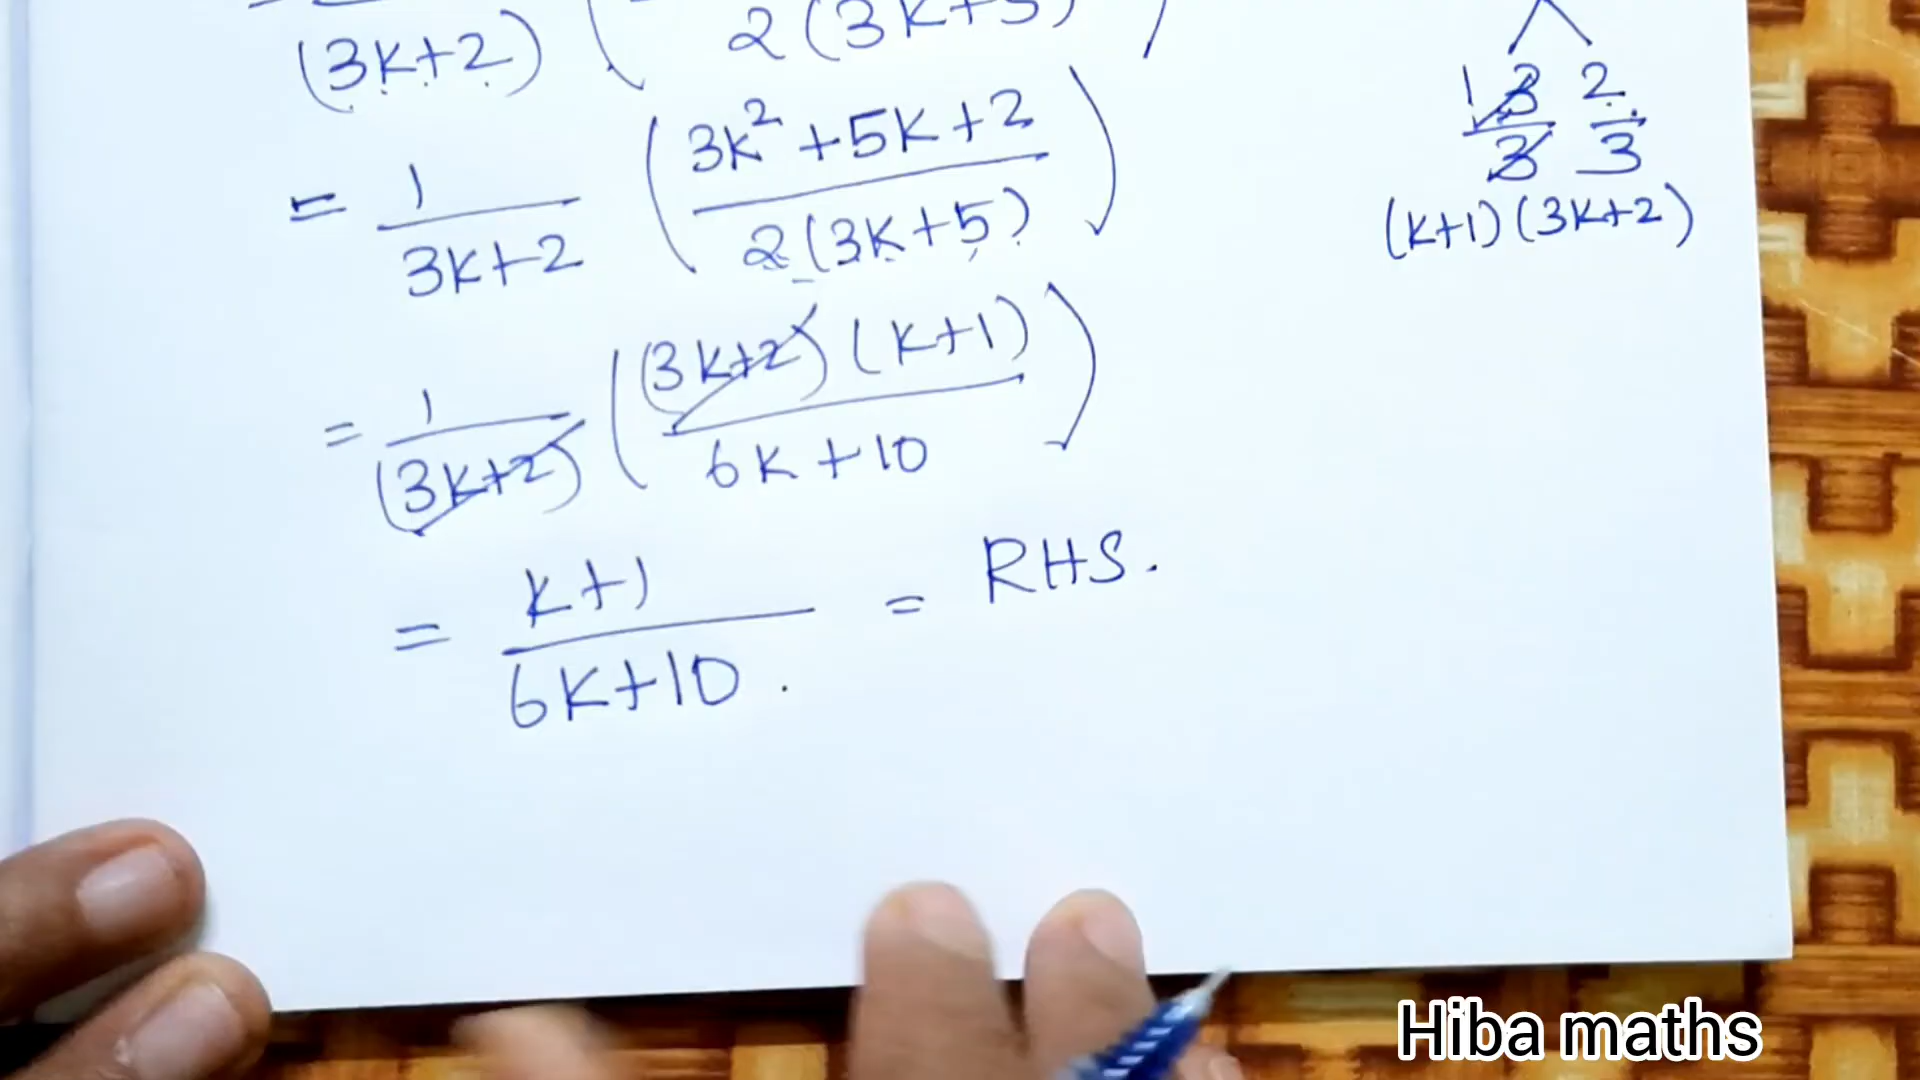 (3k+2) ( 2(3k+5) )
= 1/(3k+2) ( (3k²+5k+2)/(2(3k+5)) )
= 1/(3k+2) ( (3k+2)(k+1)/(6k+10) )
= (k+1)/(6k+10) . = RHS.
1 3/3 2/3
(k+1)(3k+2)
Hiba maths